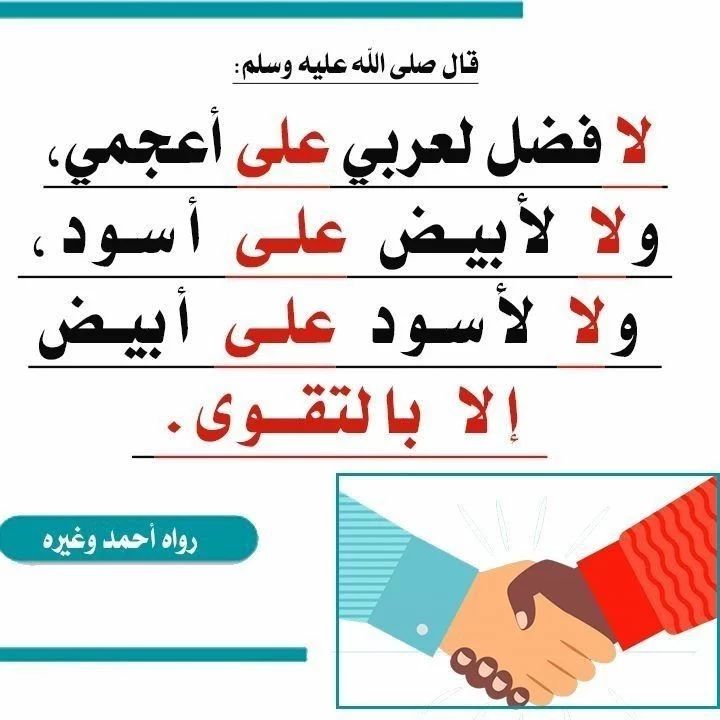 قال صلى الله عليه وسلم:
لا فضل لعربي على أعجمي،
ولا لأبيض على أسود ،
ولا لأسود على أبيض
إلا بالتقوى.
رواه أحمد وغيره